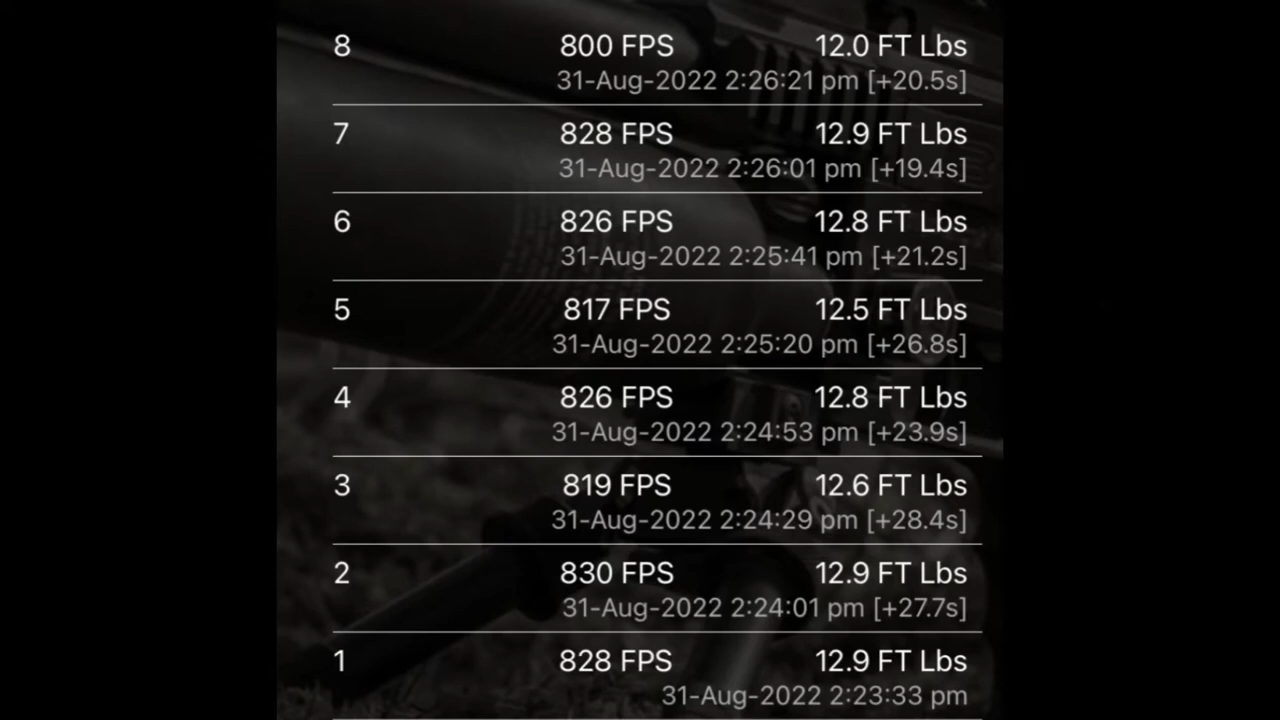 8 800 FPS 12.0 FT Lbs
31-Aug-2022 2:26:21 pm [+20.5s]
7 828 FPS 12.9 FT Lbs
31-Aug-2022 2:26:01 pm [+19.4s]
6 826 FPS 12.8 FT Lbs
31-Aug-2022 2:25:41 pm [+21.2s]
5 817 FPS 12.5 FT Lbs
31-Aug-2022 2:25:20 pm [+26.8s]
4 826 FPS 12.8 FT Lbs
31-Aug-2022 2:24:53 pm [+23.9s]
3 819 FPS 12.6 FT Lbs
31-Aug-2022 2:24:29 pm [+28.4s]
2 830 FPS 12.9 FT Lbs
31-Aug-2022 2:24:01 pm [+27.7s]
1 828 FPS 12.9 FT Lbs
31-Aug-2022 2:23:33 pm